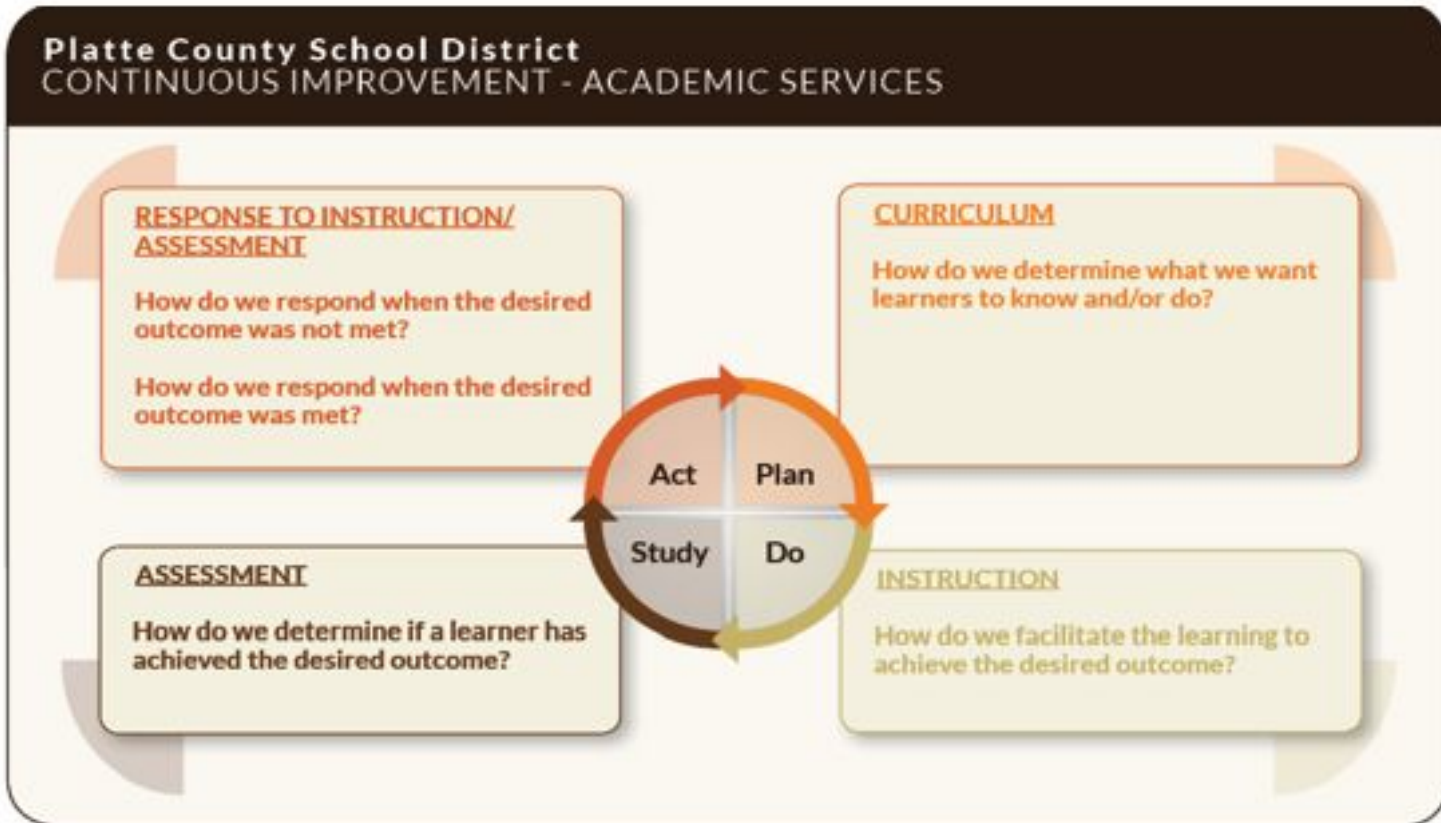 Platte County School District
CONTINUOUS IMPROVEMENT - ACADEMIC SERVICES
RESPONSE TO INSTRUCTION/
ASSESSMENT
How do we respond when the desired
outcome was not met?
How do we respond when the desired
outcome was met?
CURRICULUM
How do we determine what we want
learners to know and/or do?
Act
Plan
Study
Do
ASSESSMENT
How do we determine if a learner has
achieved the desired outcome?
INSTRUCTION
How do we facilitate the learning to
achieve the desired outcome?